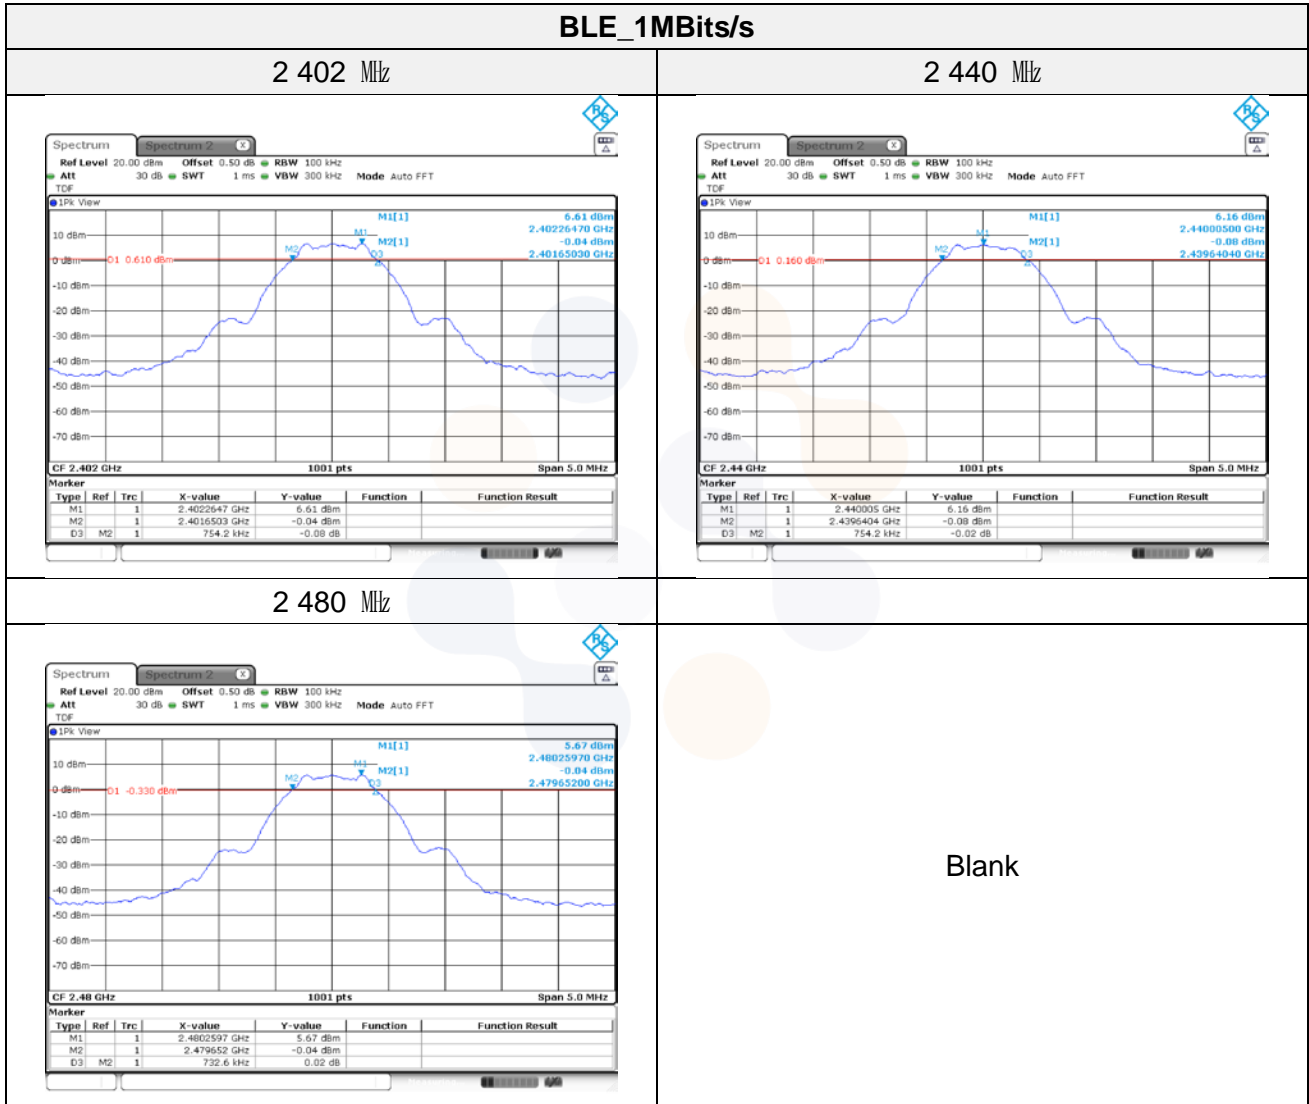 BLE_1MBits/s
2 402 ㎒
2 440 ㎒
R&S
Spectrum Spectrum 2 X
Ref Level 20.00 dBm Offset 0.50 dB RBW 100 kHz
Att 30 dB SWT 1 ms VBW 300 kHz Mode Auto FFT
TDF
1Pk View
M1[1] 6.61 dBm
2.40226470 GHz
M2[1] -0.04 dBm
2.40165030 GHz
M1
M2
D3
10 dBm
0 dBm
D1 0.610 dBm
-10 dBm
-20 dBm
-30 dBm
-40 dBm
-50 dBm
-60 dBm
-70 dBm
CF 2.402 GHz 1001 pts Span 5.0 MHz
Marker
Type Ref Trc X-value Y-value Function Function Result
M1 1 2.4022647 GHz 6.61 dBm
M2 1 2.4016503 GHz -0.04 dBm
D3 M2 1 754.2 kHz -0.08 dB
R&S
Spectrum Spectrum 2 X
Ref Level 20.00 dBm Offset 0.50 dB RBW 100 kHz
Att 30 dB SWT 1 ms VBW 300 kHz Mode Auto FFT
TDF
1Pk View
M1[1] 6.16 dBm
2.44000500 GHz
M2[1] -0.08 dBm
2.43964040 GHz
M1
M2
D3
10 dBm
0 dBm
D1 0.160 dBm
-10 dBm
-20 dBm
-30 dBm
-40 dBm
-50 dBm
-60 dBm
-70 dBm
CF 2.44 GHz 1001 pts Span 5.0 MHz
Marker
Type Ref Trc X-value Y-value Function Function Result
M1 1 2.440005 GHz 6.16 dBm
M2 1 2.4396404 GHz -0.08 dBm
D3 M2 1 754.2 kHz -0.02 dB
2 480 ㎒
R&S
Spectrum Spectrum 2 X
Ref Level 20.00 dBm Offset 0.50 dB RBW 100 kHz
Att 30 dB SWT 1 ms VBW 300 kHz Mode Auto FFT
TDF
1Pk View
M1[1] 5.67 dBm
2.48025970 GHz
M2[1] -0.04 dBm
2.47965200 GHz
M1
M2
D3
10 dBm
0 dBm
D1 -0.330 dBm
-10 dBm
-20 dBm
-30 dBm
-40 dBm
-50 dBm
-60 dBm
-70 dBm
CF 2.48 GHz 1001 pts Span 5.0 MHz
Marker
Type Ref Trc X-value Y-value Function Function Result
M1 1 2.4802597 GHz 5.67 dBm
M2 1 2.479652 GHz -0.04 dBm
D3 M2 1 732.6 kHz 0.02 dB
Blank